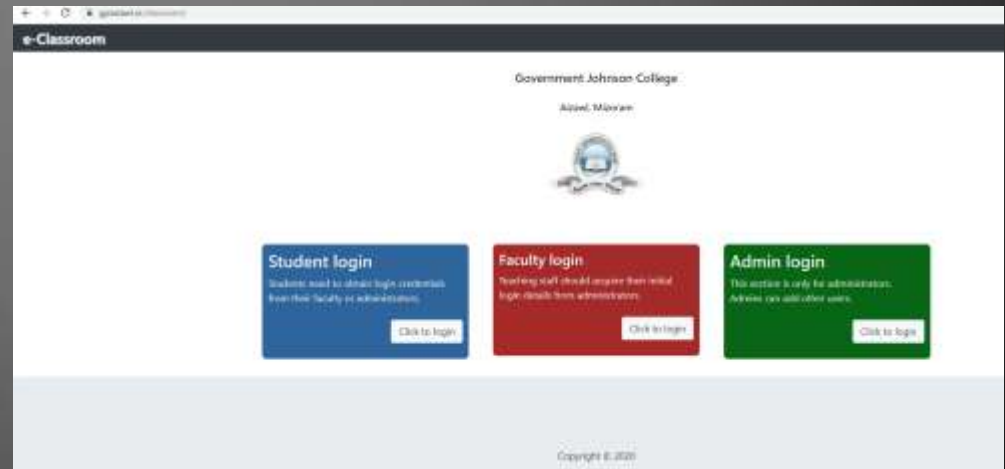 e-Classroom
Government Johnson College
Aizawl, Mizoram
Student login
Students need to obtain login credentials
from their faculty or administrators.
Click to login
Faculty login
Teaching staff should acquire their initial
login details from administrators.
Click to login
Admin login
This section is only for administrators.
Admins can add other users.
Click to login
Copyright © 2020